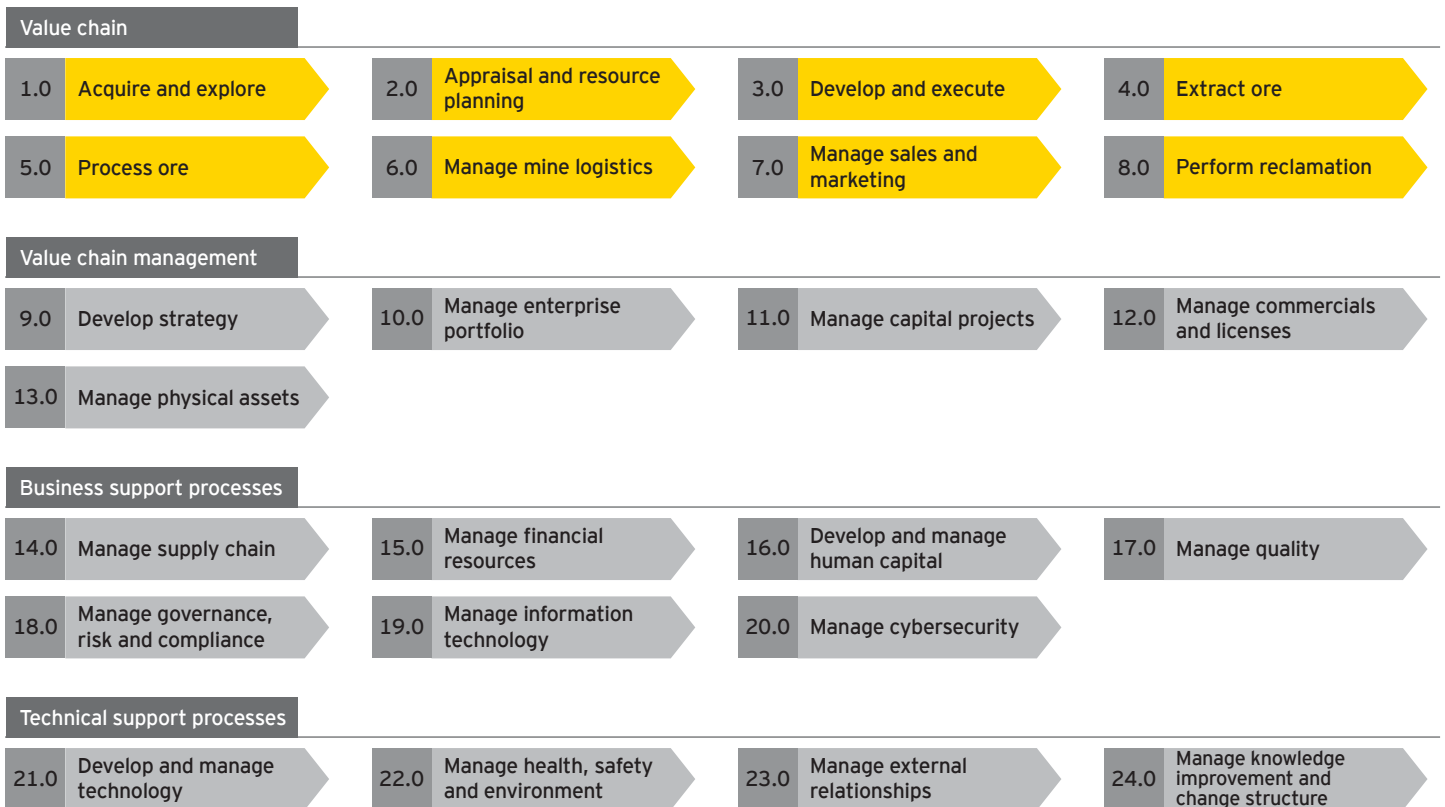 Value chain
1.0 Acquire and explore
2.0 Appraisal and resource
planning
3.0 Develop and execute
4.0 Extract ore
5.0 Process ore
6.0 Manage mine logistics
7.0 Manage sales and
marketing
8.0 Perform reclamation
Value chain management
9.0 Develop strategy
10.0 Manage enterprise
portfolio
11.0 Manage capital projects
12.0 Manage commercials
and licenses
13.0 Manage physical assets
Business support processes
14.0 Manage supply chain
15.0 Manage financial
resources
16.0 Develop and manage
human capital
17.0 Manage quality
18.0 Manage governance,
risk and compliance
19.0 Manage information
technology
20.0 Manage cybersecurity
Technical support processes
21.0 Develop and manage
technology
22.0 Manage health, safety
and environment
23.0 Manage external
relationships
24.0 Manage knowledge
improvement and
change structure